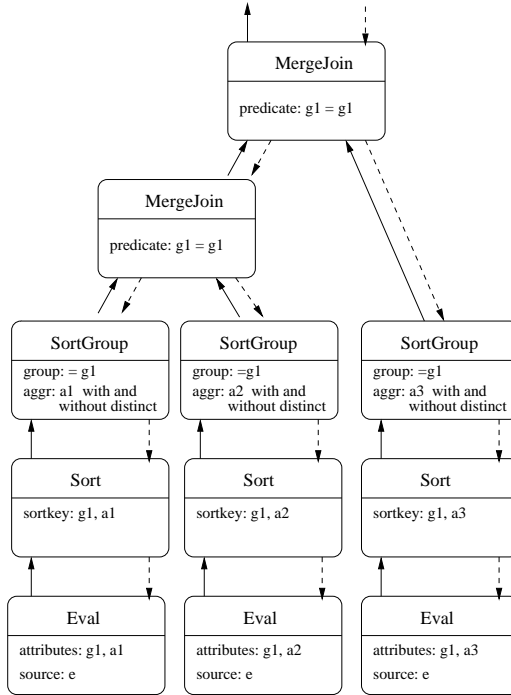 MergeJoin
predicate: g1 = g1
MergeJoin
predicate: g1 = g1
SortGroup
group: = g1
aggr: a1 with and
without distinct
SortGroup
group: =g1
aggr: a2 with and
without distinct
SortGroup
group: =g1
aggr: a3 with and
without distinct
Sort
sortkey: g1, a1
Sort
sortkey: g1, a2
Sort
sortkey: g1, a3
Eval
attributes: g1, a1
source: e
Eval
attributes: g1, a2
source: e
Eval
attributes: g1, a3
source: e